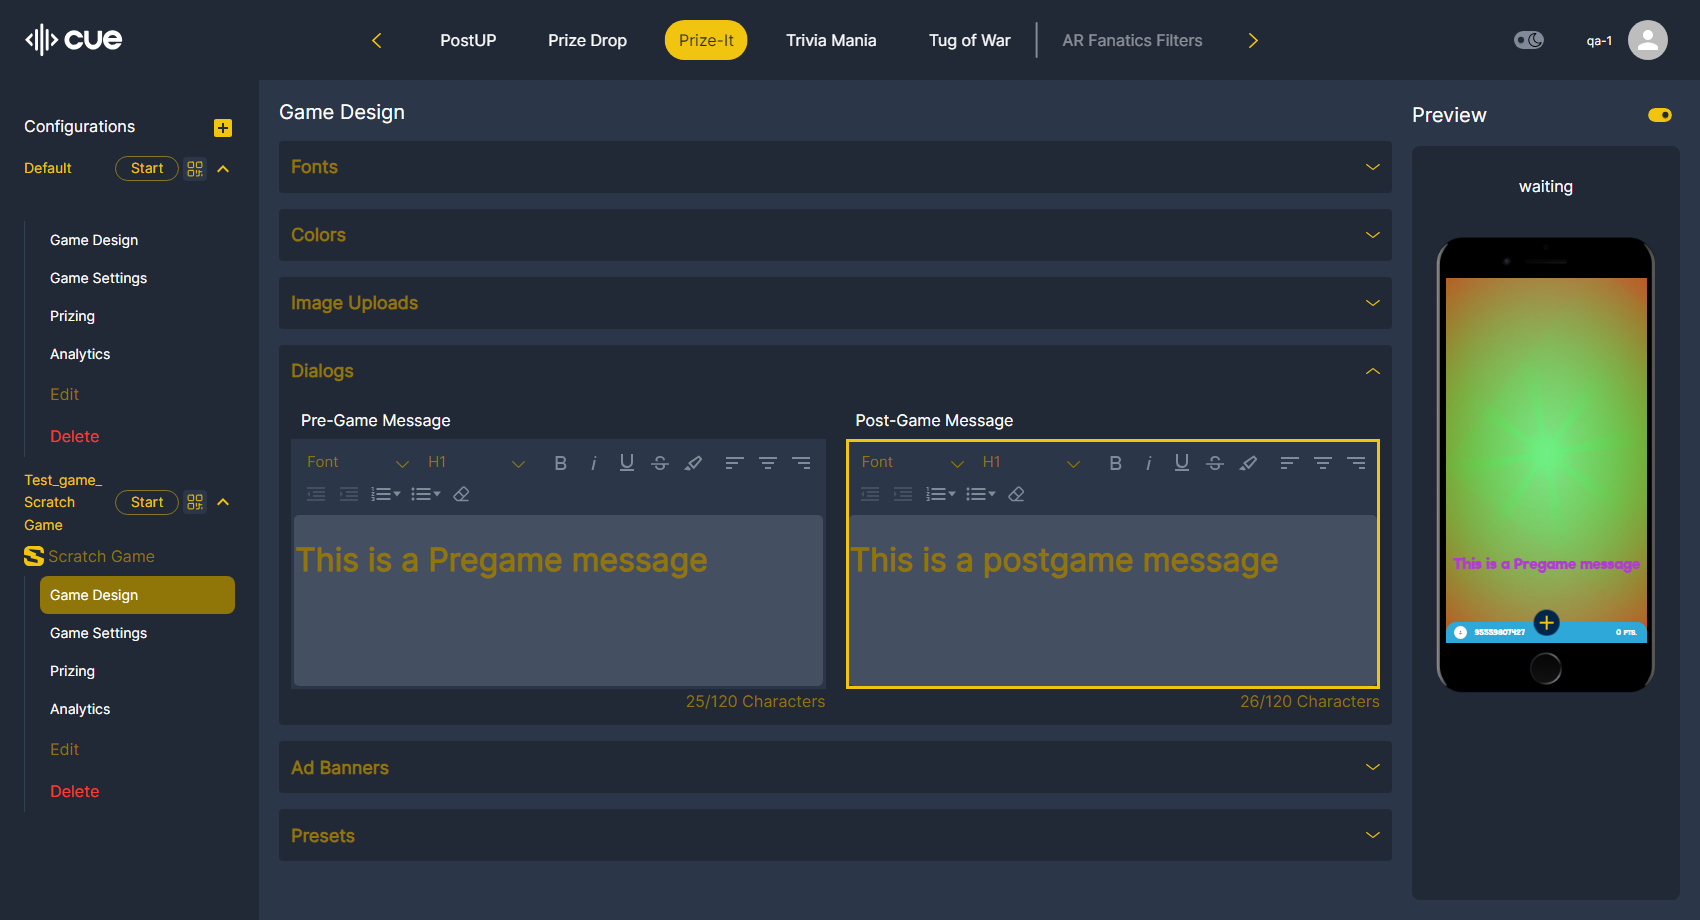 cue
PostUP
Prize Drop
Prize-It
Trivia Mania
Tug of War
AR Fanatics Filters
qa-1
Configurations
Default
Start
Game Design
Game Settings
Prizing
Analytics
Edit
Delete
Test_game_
Scratch
Game
Start
Scratch Game
Game Design
Game Settings
Prizing
Analytics
Edit
Delete
Game Design
Fonts
Colors
Image Uploads
Dialogs
Pre-Game Message
Font
H1
This is a Pregame message
25/120 Characters
Post-Game Message
Font
H1
This is a postgame message
26/120 Characters
Ad Banners
Presets
Preview
waiting
This is a Pregame message
95559807427
0 PTS.